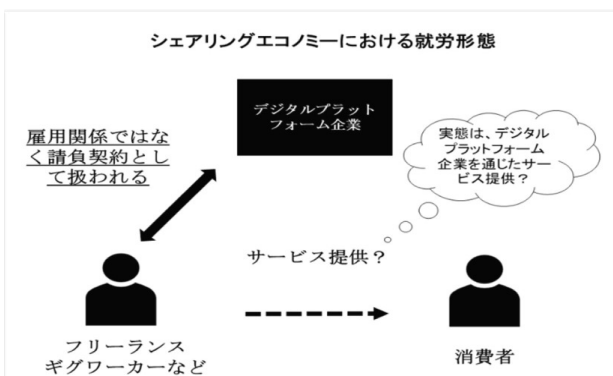 シェアリングエコノミーにおける就労形態
デジタルプラット
フォーム企業
雇用関係ではな
く請負契約とし
て扱われる
実態は、デジタル
プラットフォーム
企業を通じたサー
ビス提供？
サービス提供？
フリーランス
ギグワーカーなど
消費者